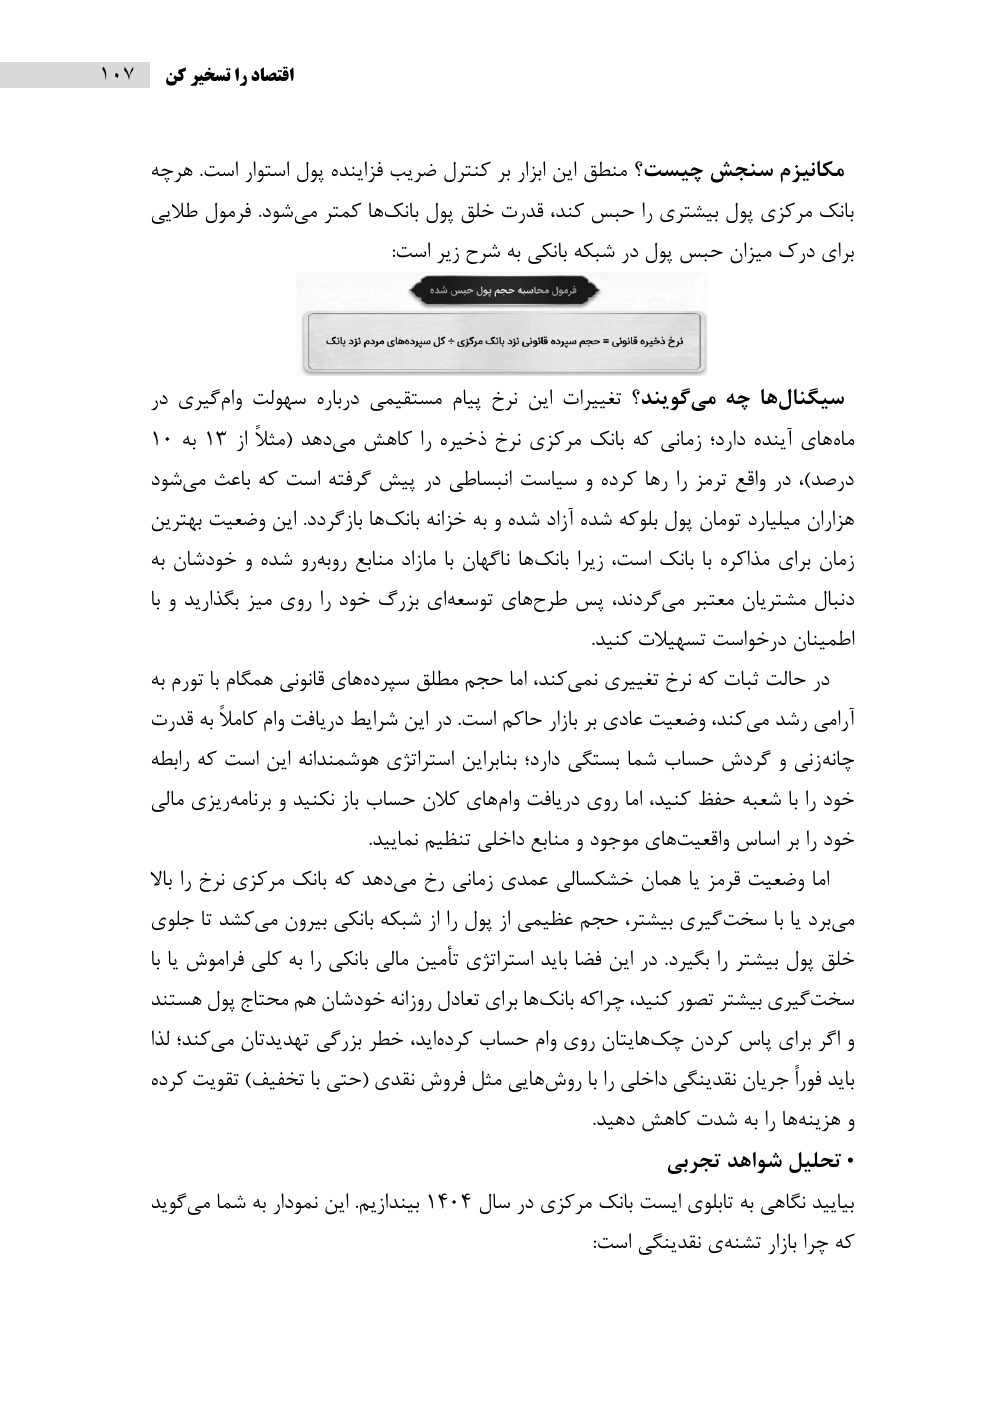 اقتصاد را تسخیر کن ۱۰۷
مکانیزم سنجش چیست؟ منطق این ابزار بر کنترل ضریب فزاینده پول استوار است. هرچه
بانک مرکزی پول بیشتری را حبس کند، قدرت خلق پول بانک‌ها کمتر می‌شود. فرمول طلایی
برای درک میزان حبس پول در شبکه بانکی به شرح زیر است:
فرمول محاسبه حجم پول حبس شده
نرخ ذخیره قانونی = حجم سپرده قانونی نزد بانک مرکزی ÷ کل سپرده‌های مردم نزد بانک
سیگنال‌ها چه می‌گویند؟ تغییرات این نرخ پیام مستقیمی درباره سهولت وام‌گیری در
ماه‌های آینده دارد؛ زمانی که بانک مرکزی نرخ ذخیره را کاهش می‌دهد (مثلاً از ۱۳ به ۱۰
درصد)، در واقع ترمز را رها کرده و سیاست انبساطی در پیش گرفته است که باعث می‌شود
هزاران میلیارد تومان پول بلوکه شده آزاد شده و به خزانه بانک‌ها بازگردد. این وضعیت بهترین
زمان برای مذاکره با بانک است، زیرا بانک‌ها ناگهان با مازاد منابع روبه‌رو شده و خودشان به
دنبال مشتریان معتبر می‌گردند، پس طرح‌های توسعه‌ای بزرگ خود را روی میز بگذارید و با
اطمینان درخواست تسهیلات کنید.
در حالت ثبات که نرخ تغییری نمی‌کند، اما حجم مطلق سپرده‌های قانونی همگام با تورم به
آرامی رشد می‌کند، وضعیت عادی بر بازار حاکم است. در این شرایط دریافت وام کاملاً به قدرت
چانه‌زنی و گردش حساب شما بستگی دارد؛ بنابراین استراتژی هوشمندانه این است که رابطه
خود را با شعبه حفظ کنید، اما روی دریافت وام‌های کلان حساب باز نکنید و برنامه‌ریزی مالی
خود را بر اساس واقعیت‌های موجود و منابع داخلی تنظیم نمایید.
اما وضعیت قرمز یا همان خشکسالی عمدی زمانی رخ می‌دهد که بانک مرکزی نرخ را بالا
می‌برد یا با سخت‌گیری بیشتر، حجم عظیمی از پول را از شبکه بانکی بیرون می‌کشد تا جلوی
خلق پول بیشتر را بگیرد. در این فضا باید استراتژی تأمین مالی بانکی را به کلی فراموش یا با
سخت‌گیری بیشتر تصور کنید، چراکه بانک‌ها برای تعادل روزانه خودشان هم محتاج پول هستند
و اگر برای پاس کردن چک‌هایتان روی وام حساب کرده‌اید، خطر بزرگی تهدیدتان می‌کند؛ لذا
باید فوراً جریان نقدینگی داخلی را با روش‌هایی مثل فروش نقدی (حتی با تخفیف) تقویت کرده
و هزینه‌ها را به شدت کاهش دهید.
• تحلیل شواهد تجربی
بیایید نگاهی به تابلوی ایست بانک مرکزی در سال ۱۴۰۴ بیندازیم. این نمودار به شما می‌گوید
که چرا بازار تشنه‌ی نقدینگی است: